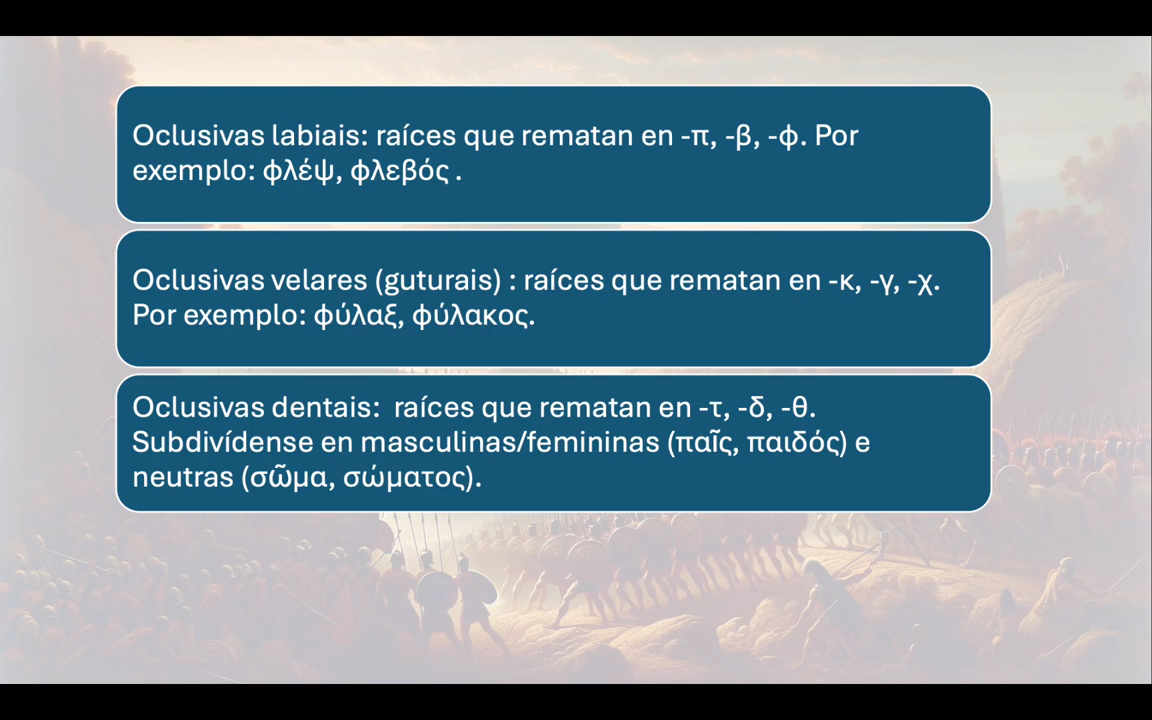 Oclusivas labiais: raíces que rematan en -π, -β, -φ. Por
exemplo: φλέψ, φλεβός .
Oclusivas velares (guturais) : raíces que rematan en -κ, -γ, -χ.
Por exemplo: φύλαξ, φύλακος.
Oclusivas dentais:  raíces que rematan en -τ, -δ, -θ.
Subdivídense en masculinas/femininas (παῖς, παιδός) e
neutras (σῶμα, σώματος).